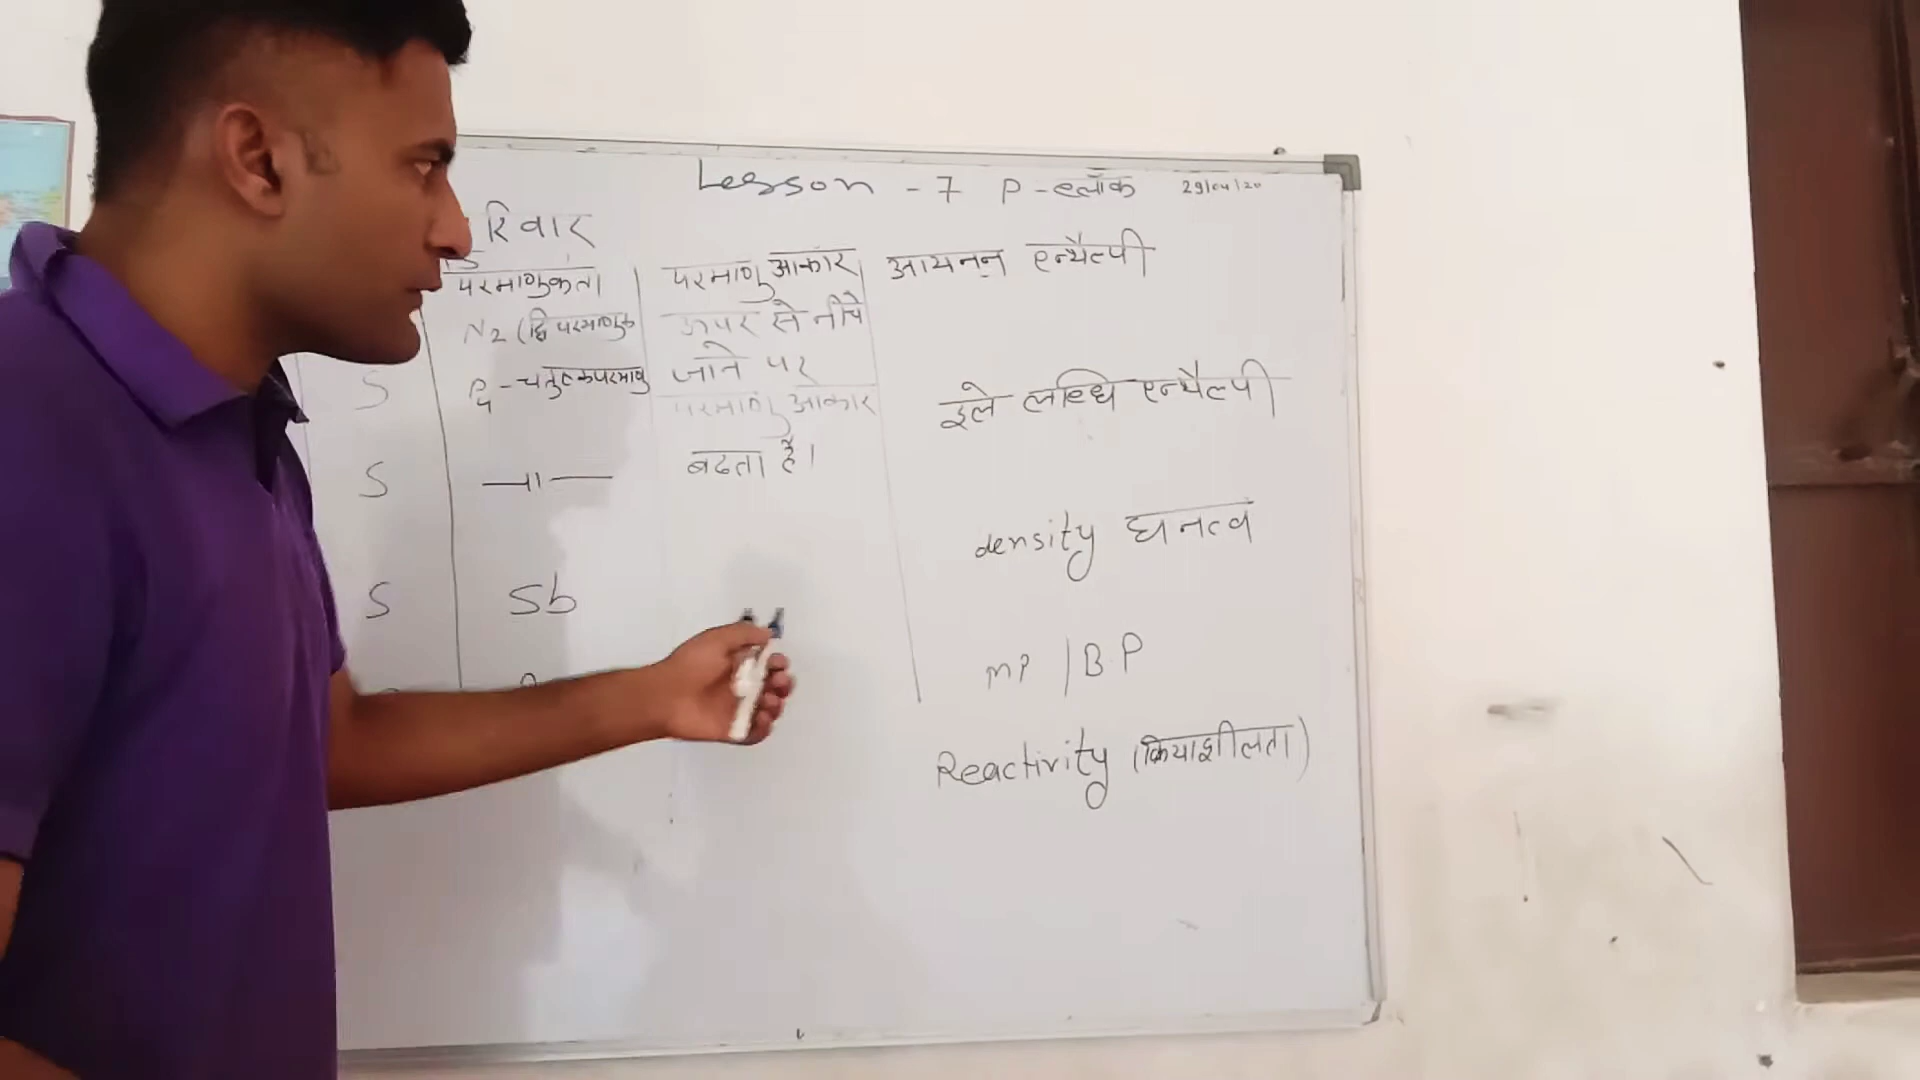 Lesson - 7 P - ब्लॉक 29/04/20
रिवार
परमाणुकता
N2 (द्वि परमाणुक
P4 - चतुष्कपरमाणु
S
S —॥—
S Sb
परमाणु आकार
ऊपर से नीचे
जाने पर
परमाणु आकार
बढता है।
आयनन एन्थैल्पी
इले लब्धि एन्थैल्पी
density घनत्व
mp / B.P
Reactivity (क्रियाशीलता)